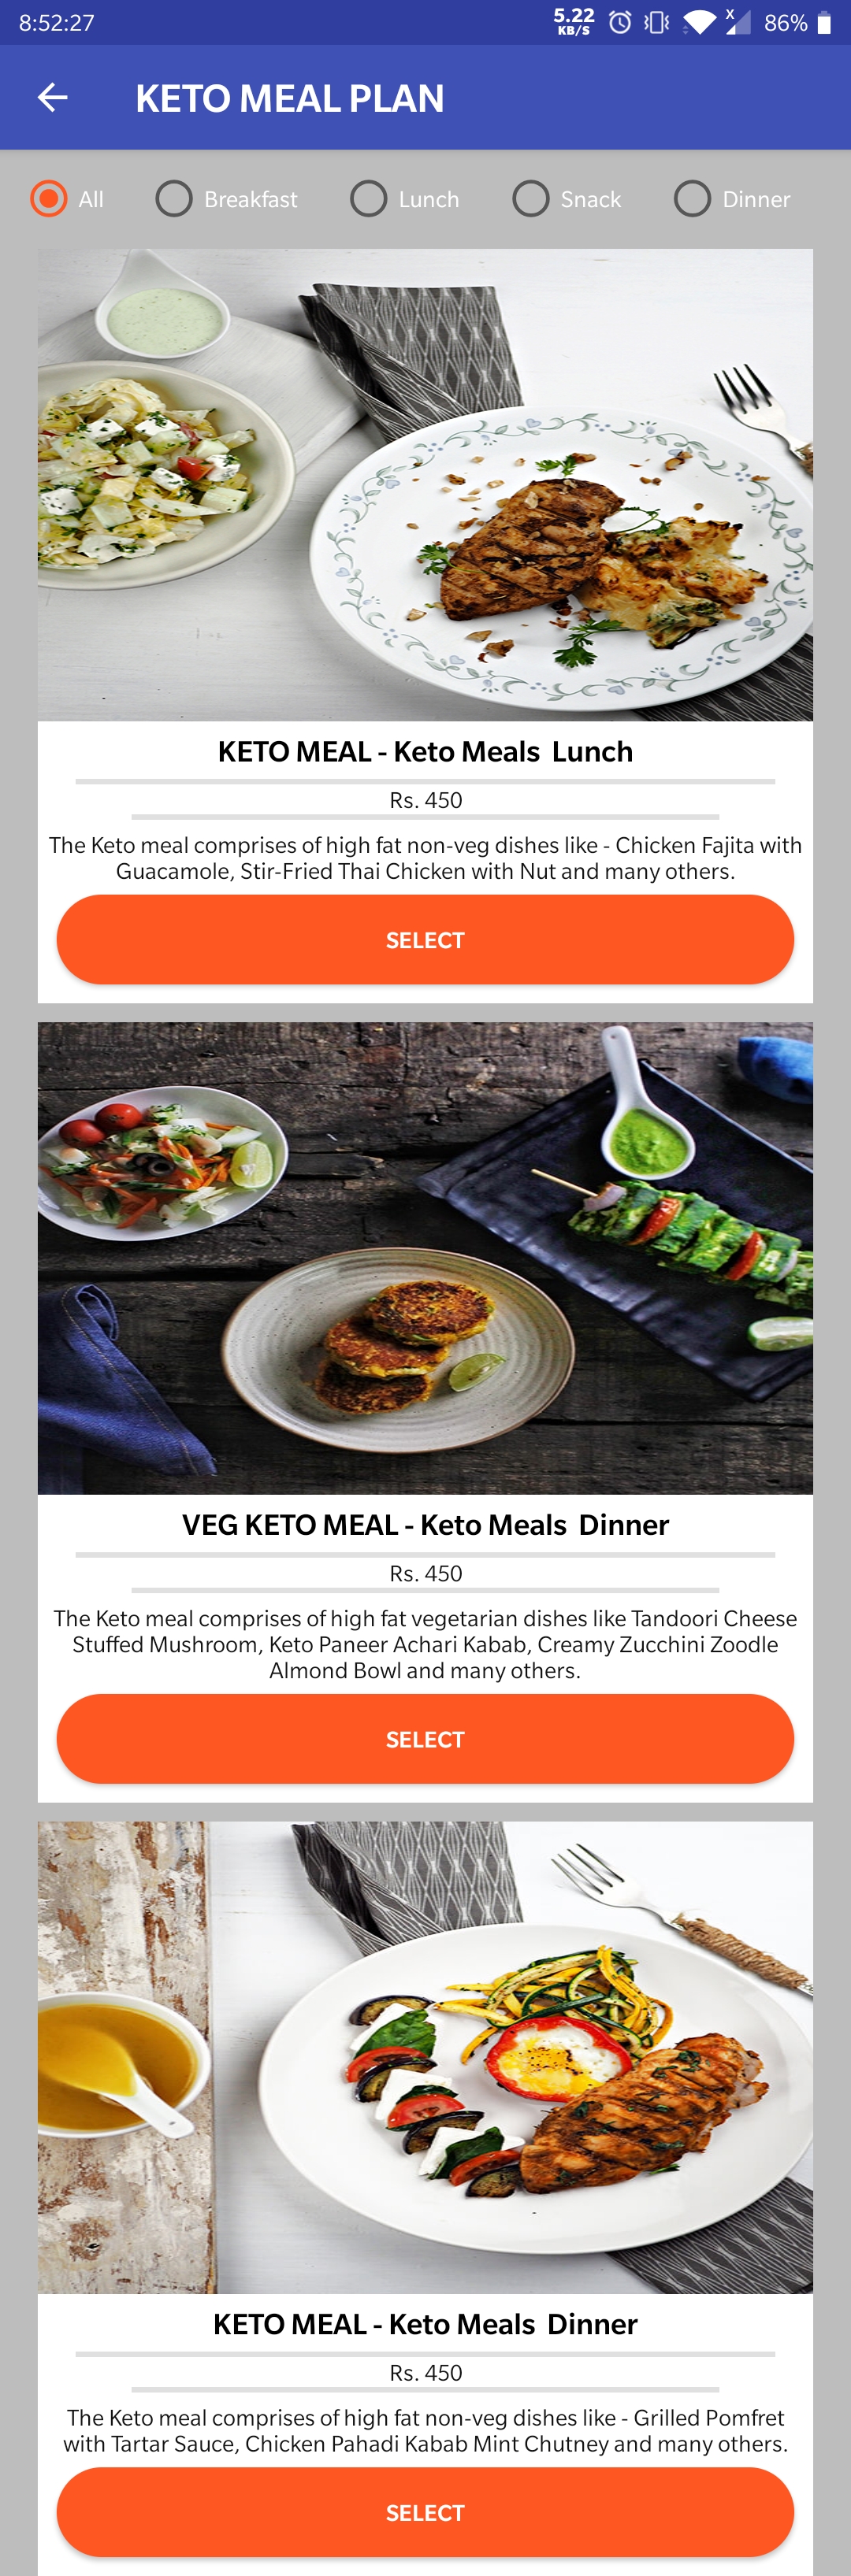 8:52:27
5.22
KB/S
X
86%
KETO MEAL PLAN
All
Breakfast
Lunch
Snack
Dinner
KETO MEAL - Keto Meals  Lunch
Rs. 450
The Keto meal comprises of high fat non-veg dishes like - Chicken Fajita with
Guacamole, Stir-Fried Thai Chicken with Nut and many others.
SELECT
VEG KETO MEAL - Keto Meals  Dinner
Rs. 450
The Keto meal comprises of high fat vegetarian dishes like Tandoori Cheese
Stuffed Mushroom, Keto Paneer Achari Kabab, Creamy Zucchini Zoodle
Almond Bowl and many others.
SELECT
KETO MEAL - Keto Meals  Dinner
Rs. 450
The Keto meal comprises of high fat non-veg dishes like - Grilled Pomfret
with Tartar Sauce, Chicken Pahadi Kabab Mint Chutney and many others.
SELECT